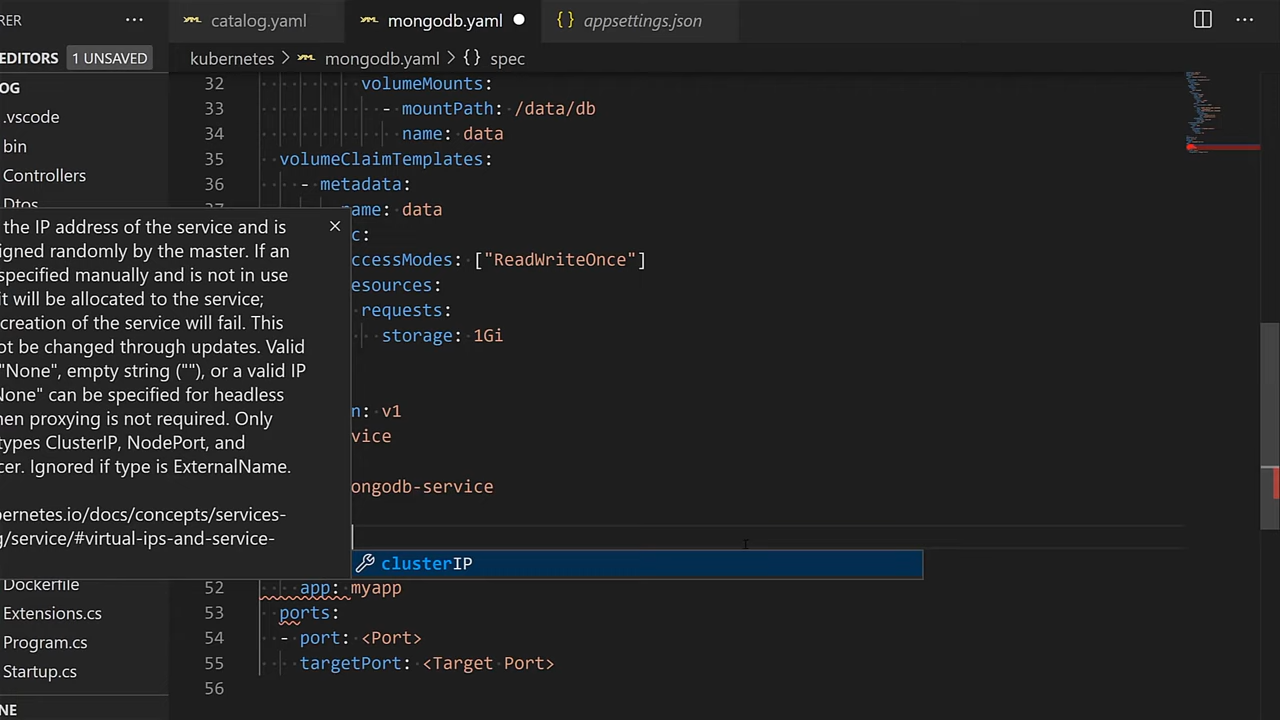 RER ··· catalog.yaml mongodb.yaml appsettings.json ···
EDITORS 1 UNSAVED
kubernetes > mongodb.yaml > {} spec
OG
.vscode
bin
Controllers
Dtos
32 volumeMounts:
33 - mountPath: /data/db
34 name: data
35 volumeClaimTemplates:
36 - metadata:
name: data
c:
ccessModes: ["ReadWriteOnce"]
esources:
requests:
storage: 1Gi
n: v1
vice
ongodb-service
the IP address of the service and is
igned randomly by the master. If an
specified manually and is not in use
it will be allocated to the service;
creation of the service will fail. This
ot be changed through updates. Valid
"None", empty string (""), or a valid IP
None" can be specified for headless
hen proxying is not required. Only
types ClusterIP, NodePort, and
cer. Ignored if type is ExternalName.
bernetes.io/docs/concepts/services-
g/service/#virtual-ips-and-service-
clusterIP
52 app: myapp
53 ports:
54 - port: <Port>
55 targetPort: <Target Port>
56
Dockerfile
Extensions.cs
Program.cs
Startup.cs
NE